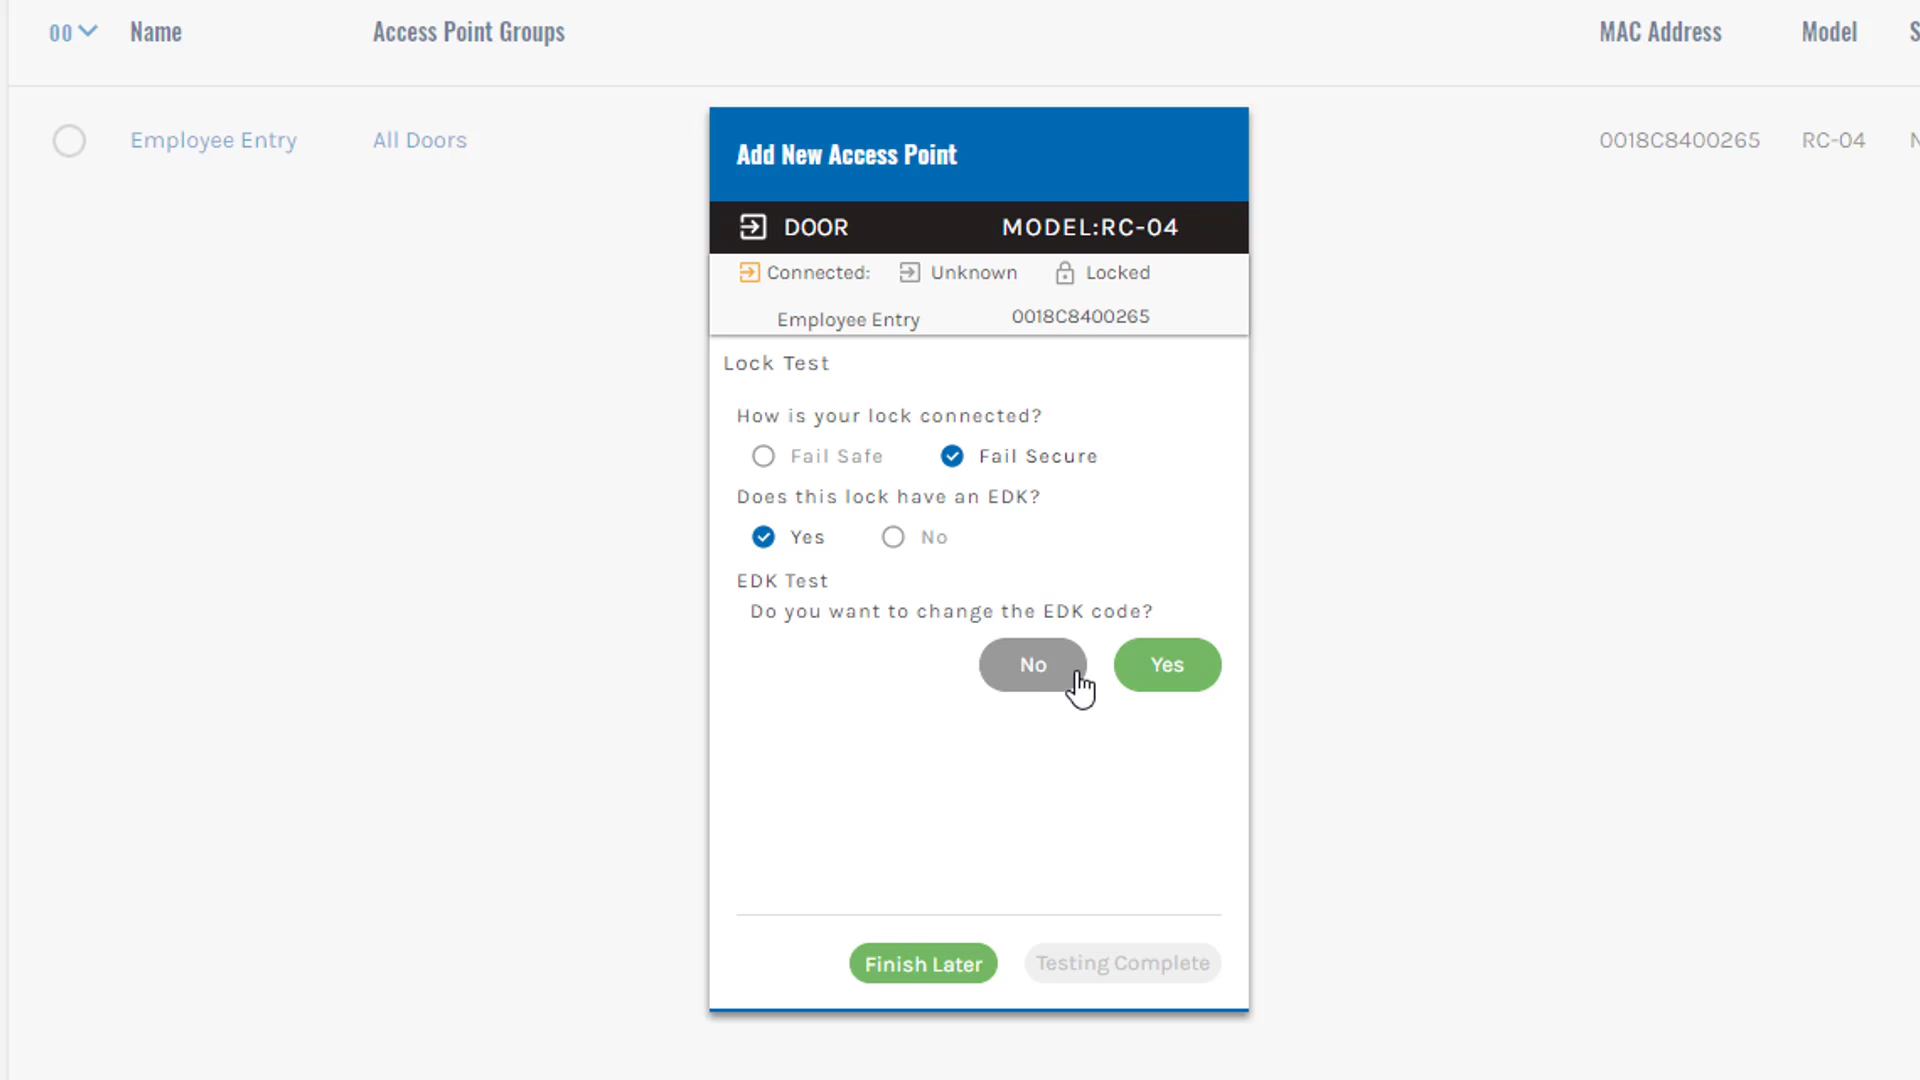 00 Name Access Point Groups MAC Address Model S
Employee Entry All Doors 0018C8400265 RC-04 N
Add New Access Point
DOOR MODEL:RC-04
Connected: Unknown Locked
Employee Entry 0018C8400265
Lock Test
How is your lock connected?
Fail Safe Fail Secure
Does this lock have an EDK?
Yes No
EDK Test
Do you want to change the EDK code?
No Yes
Finish Later Testing Complete